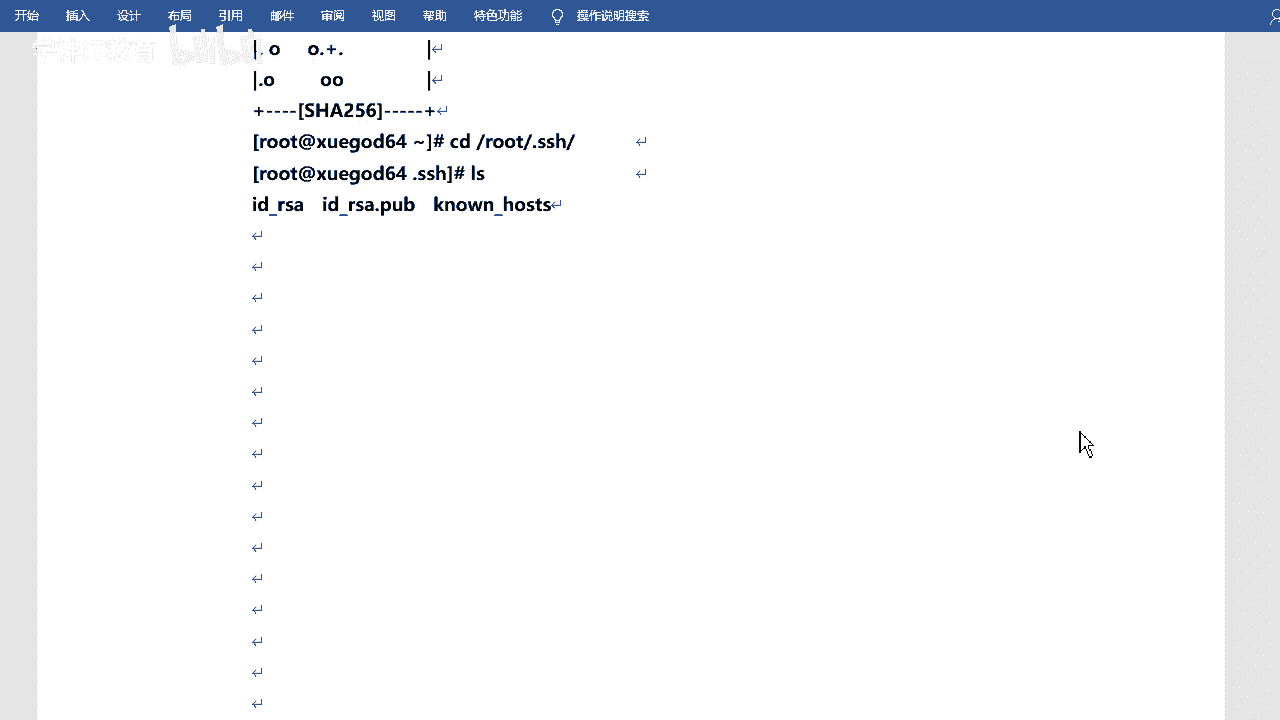 开始 插入 设计 布局 引用 邮件 审阅 视图 帮助 特色功能 操作说明搜索
bilibili
|. o o.+. |
|.o oo |
+----[SHA256]-----+
[root@xuegod64 ~]# cd /root/.ssh/
[root@xuegod64 .ssh]# ls
id_rsa id_rsa.pub known_hosts